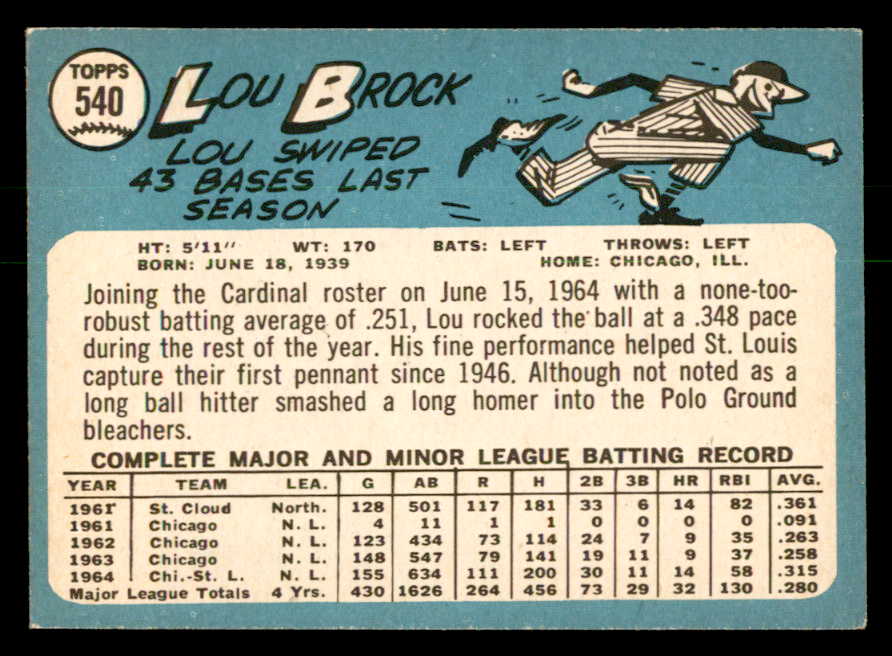 TOPPS
540
LOU BROCK
LOU SWIPED
43 BASES LAST
SEASON
HT: 5'11" WT: 170 BATS: LEFT THROWS: LEFT
BORN: JUNE 18, 1939 HOME: CHICAGO, ILL.
Joining the Cardinal roster on June 15, 1964 with a none-too-
robust batting average of .251, Lou rocked the ball at a .348 pace
during the rest of the year. His fine performance helped St. Louis
capture their first pennant since 1946. Although not noted as a
long ball hitter smashed a long homer into the Polo Ground
bleachers.
COMPLETE MAJOR AND MINOR LEAGUE BATTING RECORD
YEAR TEAM LEA. G AB R H 2B 3B HR RBI AVG.
1961 St. Cloud North. 128 501 117 181 33 6 14 82 .361
1961 Chicago N. L. 4 11 1 1 0 0 0 0 .091
1962 Chicago N. L. 123 434 73 114 24 7 9 35 .263
1963 Chicago N. L. 148 547 79 141 19 11 9 37 .258
1964 Chi.-St. L. N. L. 155 634 111 200 30 11 14 58 .315
Major League Totals 4 Yrs. 430 1626 264 456 73 29 32 130 .280